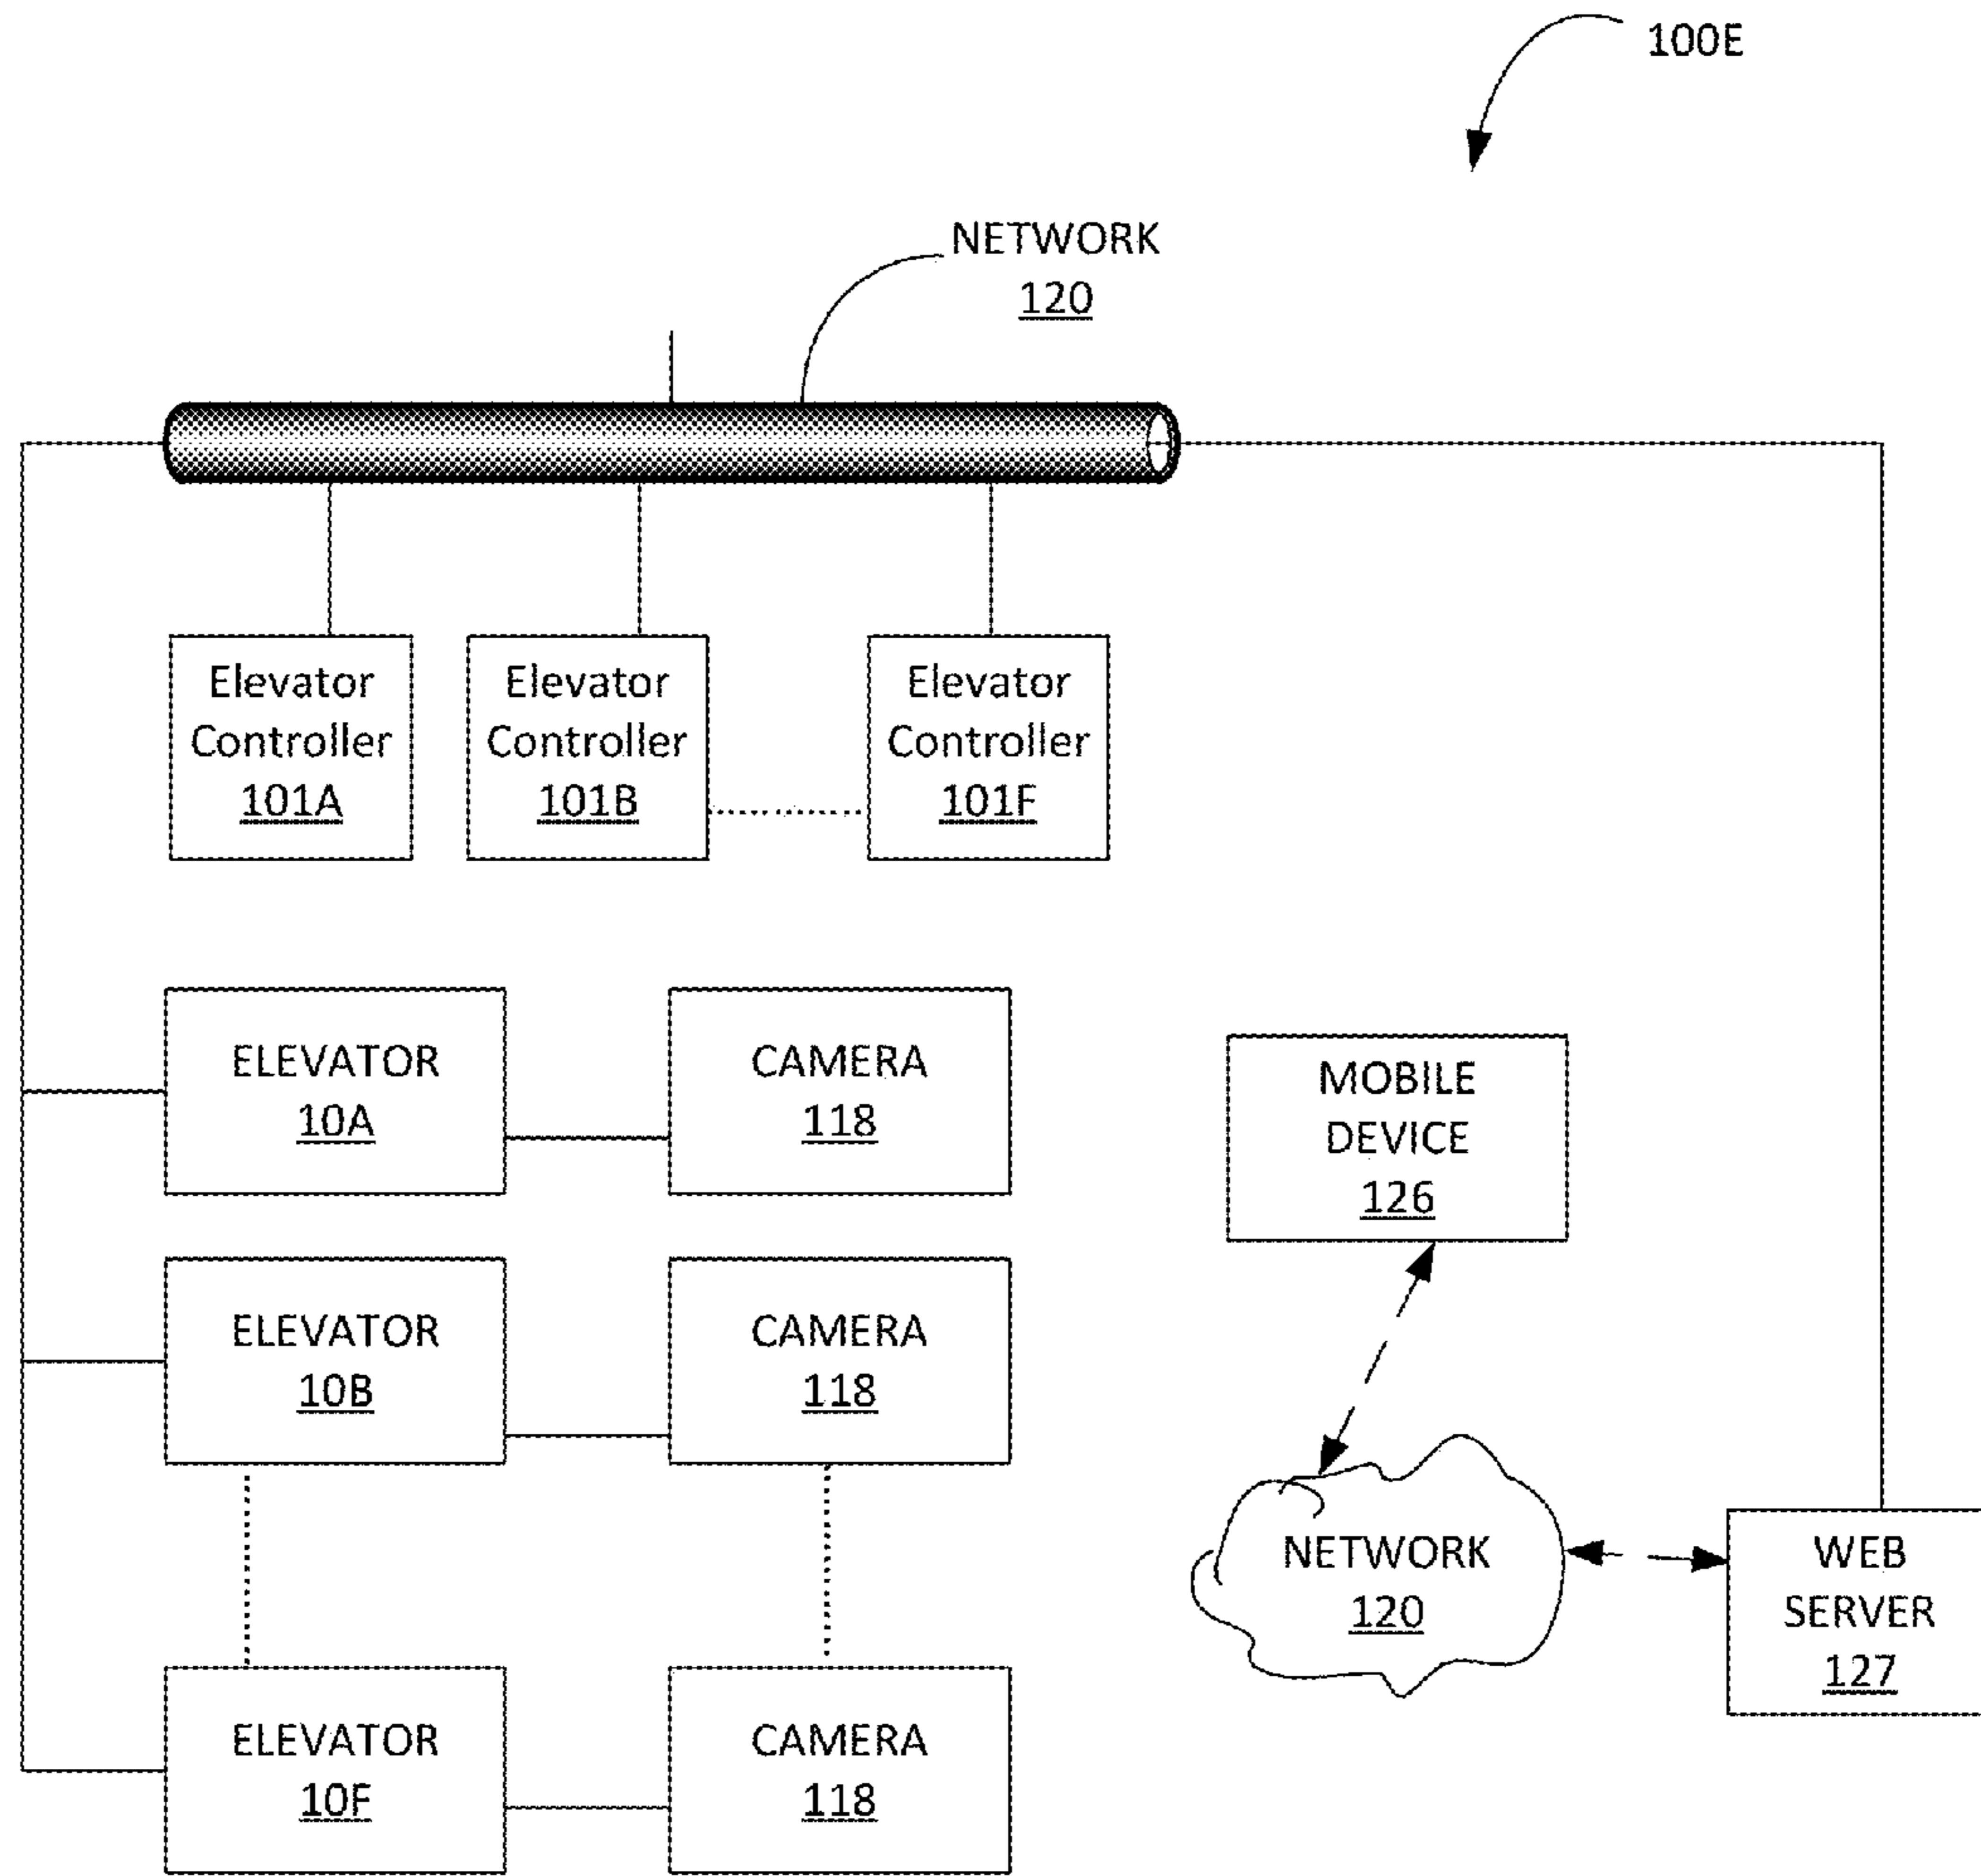 100E
NETWORK
120
Elevator
Controller
101A
Elevator
Controller
101B
Elevator
Controller
101F
ELEVATOR
10A
CAMERA
118
MOBILE
DEVICE
126
ELEVATOR
10B
CAMERA
118
NETWORK
120
WEB
SERVER
127
ELEVATOR
10F
CAMERA
118